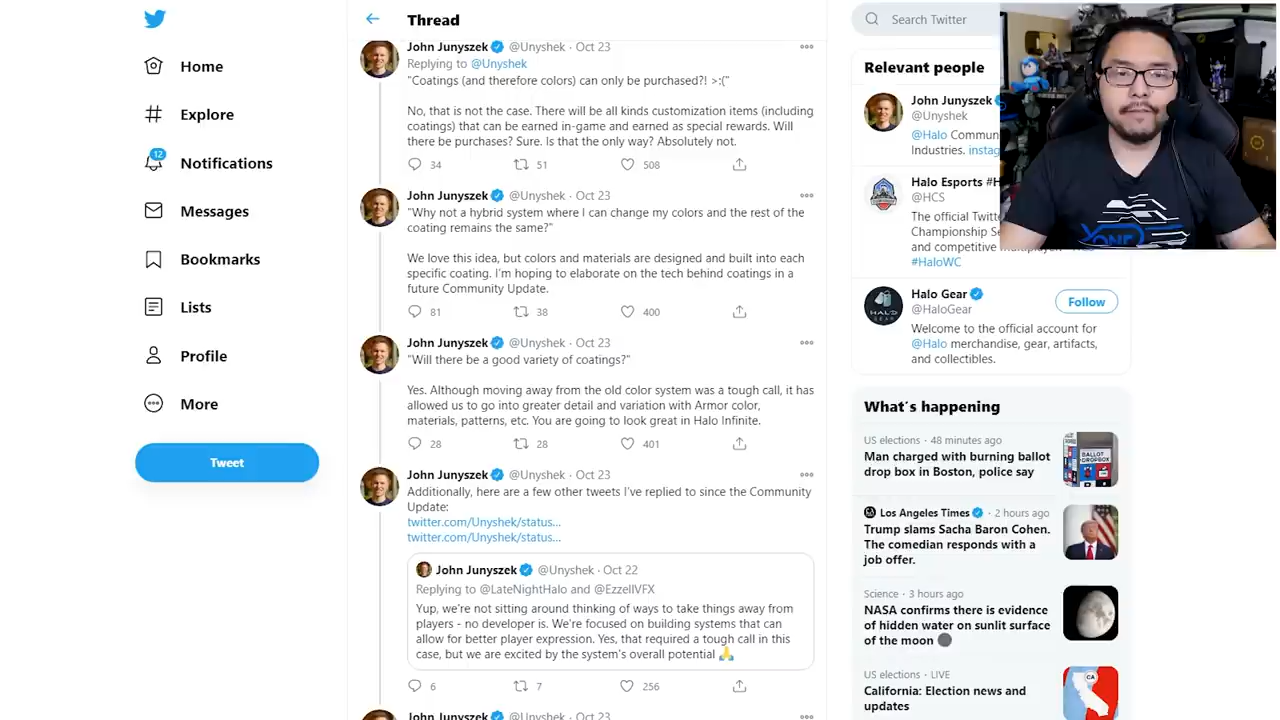 Home
Explore
12
Notifications
Messages
Bookmarks
Lists
Profile
More
Tweet
Thread
John Junyszek @Unyshek · Oct 23
Replying to @Unyshek
"Coatings (and therefore colors) can only be purchased?! >:("
No, that is not the case. There will be all kinds customization items (including
coatings) that can be earned in-game and earned as special rewards. Will
there be purchases? Sure. Is that the only way? Absolutely not.
34 51 508
John Junyszek @Unyshek · Oct 23
"Why not a hybrid system where I can change my colors and the rest of the
coating remains the same?"
We love this idea, but colors and materials are designed and built into each
specific coating. I'm hoping to elaborate on the tech behind coatings in a
future Community Update.
81 38 400
John Junyszek @Unyshek · Oct 23
"Will there be a good variety of coatings?"
Yes. Although moving away from the old color system was a tough call, it has
allowed us to go into greater detail and variation with Armor color,
materials, patterns, etc. You are going to look great in Halo Infinite.
28 28 401
John Junyszek @Unyshek · Oct 23
Additionally, here are a few other tweets I've replied to since the Community
Update:
twitter.com/Unyshek/status...
twitter.com/Unyshek/status...
John Junyszek @Unyshek · Oct 22
Replying to @LateNightHalo and @EzzellVFX
Yup, we're not sitting around thinking of ways to take things away from
players - no developer is. We're focused on building systems that can
allow for better player expression. Yes, that required a tough call in this
case, but we are excited by the system's overall potential 🙏
6 7 256
John Junyszek @Unyshek · Oct 23
Search Twitter
Relevant people
John Junyszek
@Unyshek
@Halo
Industries.
Halo Esports
@HCS
The official
Championship
and competitive
#HaloWC
Halo Gear
@HaloGear
Follow
Welcome to the official account for
@Halo merchandise, gear, artifacts,
and collectibles.
What's happening
US elections · 48 minutes ago
Man charged with burning ballot
drop box in Boston, police say
BALLOT
DROPBOX
Los Angeles Times · 2 hours ago
Trump slams Sacha Baron Cohen.
The comedian responds with a
job offer.
Science · 3 hours ago
NASA confirms there is evidence
of hidden water on sunlit surface
of the moon
US elections · LIVE
California: Election news and
updates
CA